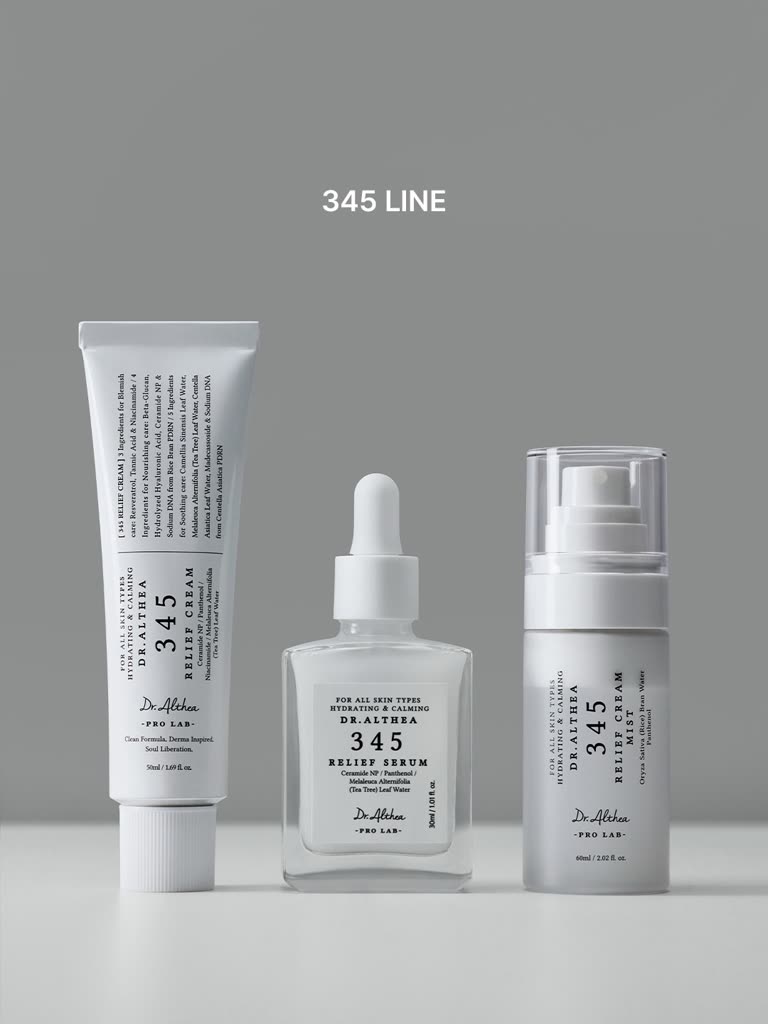 345 LINE
[ 345 RELIEF CREAM ] 3 Ingredients for Blemish
care: Resveratrol, Tannic Acid & Niacinamide / 4
Ingredients for Nourishing care: Beta-Glucan,
Hydrolyzed Hyaluronic Acid, Ceramide NP &
Sodium DNA from Rice Bean PDRN / 5 Ingredients
for Soothing care: Camellia Sinensis Leaf Water,
Melaleuca Alternifolia (Tea Tree) Leaf Water, Centella
Asiatica Leaf Water, Madecassoside & Sodium DNA
from Centella Asiatica PDRN
FOR ALL SKIN TYPES
HYDRATING & CALMING
DR.ALTHEA
345
RELIEF CREAM
Ceramide NP / Panthenol /
Niacinamide / Melaleuca Alternifolia
(Tea Tree) Leaf Water
Dr. Althea
-PRO LAB-
Clean Formula. Derma Inspired.
Soul Liberation.
50ml / 1.69 fl. oz.
FOR ALL SKIN TYPES
HYDRATING & CALMING
DR.ALTHEA
345
RELIEF SERUM
Ceramide NP / Panthenol /
Melaleuca Alternifolia
(Tea Tree) Leaf Water
Dr. Althea
-PRO LAB-
30ml / 1.01 fl. oz.
FOR ALL SKIN TYPES
HYDRATING & CALMING
DR.ALTHEA
345
RELIEF CREAM
MIST
Oryza Sativa (Rice) Bran Water
Panthenol
Dr. Althea
-PRO LAB-
60ml / 2.02 fl. oz.